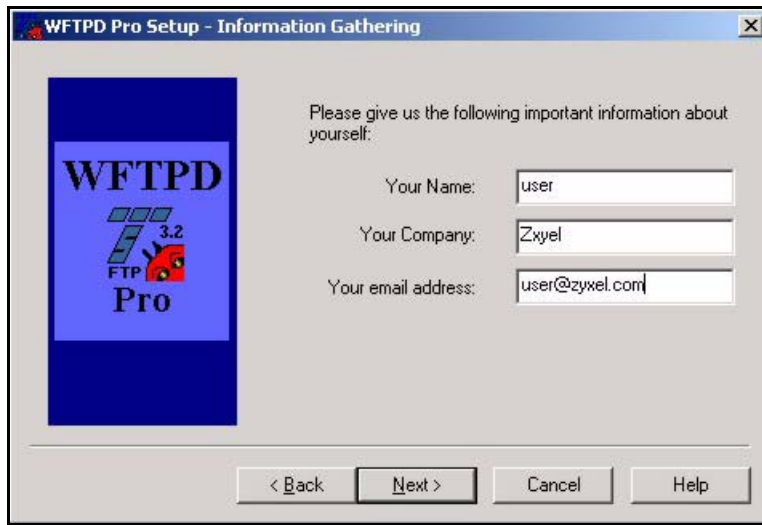 WFTPD Pro Setup - Information Gathering
WFTPD
3.2
FTP
Pro
Please give us the following important information about
yourself:
Your Name: user
Your Company: Zxyel
Your email address: user@zyxel.com
< Back Next > Cancel Help